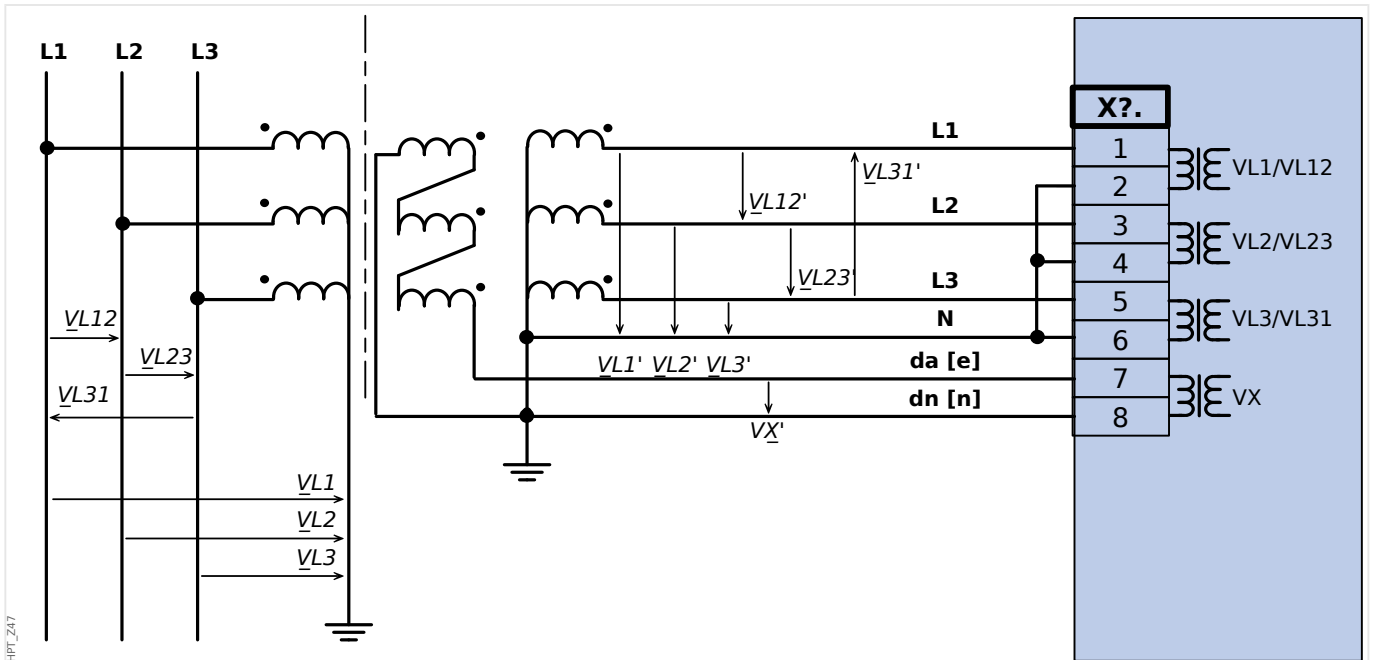 L1 L2 L3
X?.
L1
1
VL1/VL12
VL31'
2
VL12'
L2
3
VL2/VL23
4
VL23'
L3
5
VL3/VL31
VL12
N
6
VL23
VL1' VL2' VL3'
da [e]
7
VL31
dn [n]
8
VX
VX'
VL1
VL2
VL3
HPT_Z47